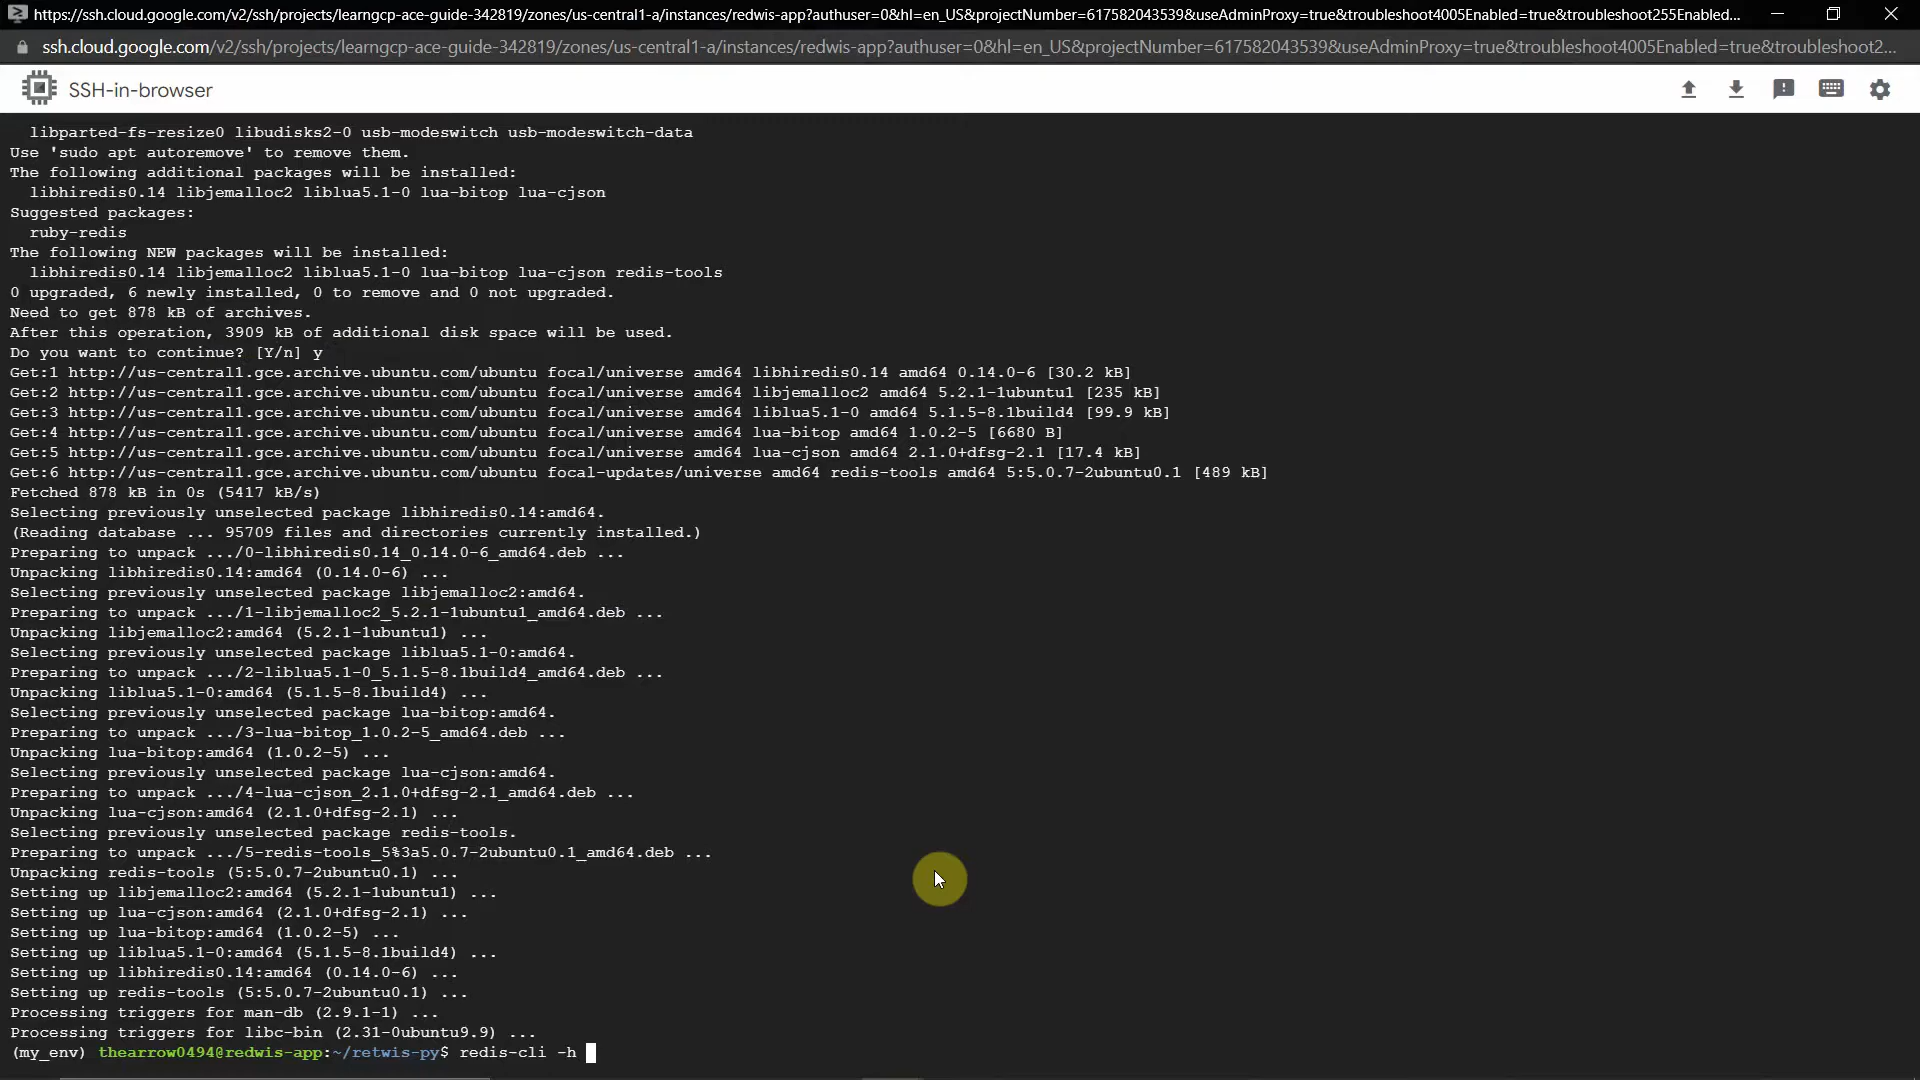 https://ssh.cloud.google.com/v2/ssh/projects/learngcp-ace-guide-342819/zones/us-central1-a/instances/redwis-app?authuser=0&hl=en_US&projectNumber=617582043539&useAdminProxy=true&troubleshoot4005Enabled=true&troubleshoot255Enabled...
ssh.cloud.google.com/v2/ssh/projects/learngcp-ace-guide-342819/zones/us-central1-a/instances/redwis-app?authuser=0&hl=en_US&projectNumber=617582043539&useAdminProxy=true&troubleshoot4005Enabled=true&troubleshoot2...
SSH-in-browser
libparted-fs-resize0 libudisks2-0 usb-modeswitch usb-modeswitch-data
Use 'sudo apt autoremove' to remove them.
The following additional packages will be installed:
libhiredis0.14 libjemalloc2 liblua5.1-0 lua-bitop lua-cjson
Suggested packages:
ruby-redis
The following NEW packages will be installed:
libhiredis0.14 libjemalloc2 liblua5.1-0 lua-bitop lua-cjson redis-tools
0 upgraded, 6 newly installed, 0 to remove and 0 not upgraded.
Need to get 878 kB of archives.
After this operation, 3909 kB of additional disk space will be used.
Do you want to continue? [Y/n] y
Get:1 http://us-central1.gce.archive.ubuntu.com/ubuntu focal/universe amd64 libhiredis0.14 amd64 0.14.0-6 [30.2 kB]
Get:2 http://us-central1.gce.archive.ubuntu.com/ubuntu focal/universe amd64 libjemalloc2 amd64 5.2.1-1ubuntu1 [235 kB]
Get:3 http://us-central1.gce.archive.ubuntu.com/ubuntu focal/universe amd64 liblua5.1-0 amd64 5.1.5-8.1build4 [99.9 kB]
Get:4 http://us-central1.gce.archive.ubuntu.com/ubuntu focal/universe amd64 lua-bitop amd64 1.0.2-5 [6680 B]
Get:5 http://us-central1.gce.archive.ubuntu.com/ubuntu focal/universe amd64 lua-cjson amd64 2.1.0+dfsg-2.1 [17.4 kB]
Get:6 http://us-central1.gce.archive.ubuntu.com/ubuntu focal-updates/universe amd64 redis-tools amd64 5:5.0.7-2ubuntu0.1 [489 kB]
Fetched 878 kB in 0s (5417 kB/s)
Selecting previously unselected package libhiredis0.14:amd64.
(Reading database ... 95709 files and directories currently installed.)
Preparing to unpack .../0-libhiredis0.14_0.14.0-6_amd64.deb ...
Unpacking libhiredis0.14:amd64 (0.14.0-6) ...
Selecting previously unselected package libjemalloc2:amd64.
Preparing to unpack .../1-libjemalloc2_5.2.1-1ubuntu1_amd64.deb ...
Unpacking libjemalloc2:amd64 (5.2.1-1ubuntu1) ...
Selecting previously unselected package liblua5.1-0:amd64.
Preparing to unpack .../2-liblua5.1-0_5.1.5-8.1build4_amd64.deb ...
Unpacking liblua5.1-0:amd64 (5.1.5-8.1build4) ...
Selecting previously unselected package lua-bitop:amd64.
Preparing to unpack .../3-lua-bitop_1.0.2-5_amd64.deb ...
Unpacking lua-bitop:amd64 (1.0.2-5) ...
Selecting previously unselected package lua-cjson:amd64.
Preparing to unpack .../4-lua-cjson_2.1.0+dfsg-2.1_amd64.deb ...
Unpacking lua-cjson:amd64 (2.1.0+dfsg-2.1) ...
Selecting previously unselected package redis-tools.
Preparing to unpack .../5-redis-tools_5%3a5.0.7-2ubuntu0.1_amd64.deb ...
Unpacking redis-tools (5:5.0.7-2ubuntu0.1) ...
Setting up libjemalloc2:amd64 (5.2.1-1ubuntu1) ...
Setting up lua-cjson:amd64 (2.1.0+dfsg-2.1) ...
Setting up lua-bitop:amd64 (1.0.2-5) ...
Setting up liblua5.1-0:amd64 (5.1.5-8.1build4) ...
Setting up libhiredis0.14:amd64 (0.14.0-6) ...
Setting up redis-tools (5:5.0.7-2ubuntu0.1) ...
Processing triggers for man-db (2.9.1-1) ...
Processing triggers for libc-bin (2.31-0ubuntu9.9) ...
(my_env) thearrow0494@redwis-app:~/retwis-py$ redis-cli -h